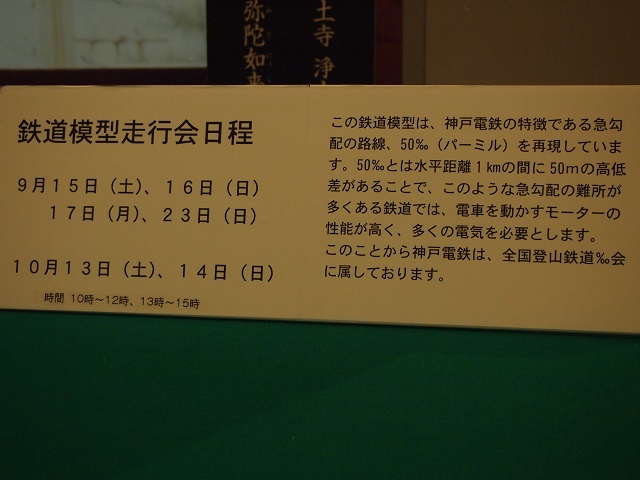 土寺 浄
弥陀如来
鉄道模型走行会日程
9月15日（土）、16日（日）
17日（月）、23日（日）
10月13日（土）、14日（日）
時間 10時～12時、13時～15時
この鉄道模型は、神戸電鉄の特徴である急勾
配の路線、50‰（パーミル）を再現していま
す。50‰とは水平距離1kmの間に50mの高低
差があることで、このような急勾配の難所が
多くある鉄道では、電車を動かすモーターの
性能が高く、多くの電気を必要とします。
このことから神戸電鉄は、全国登山鉄道‰会
に属しております。